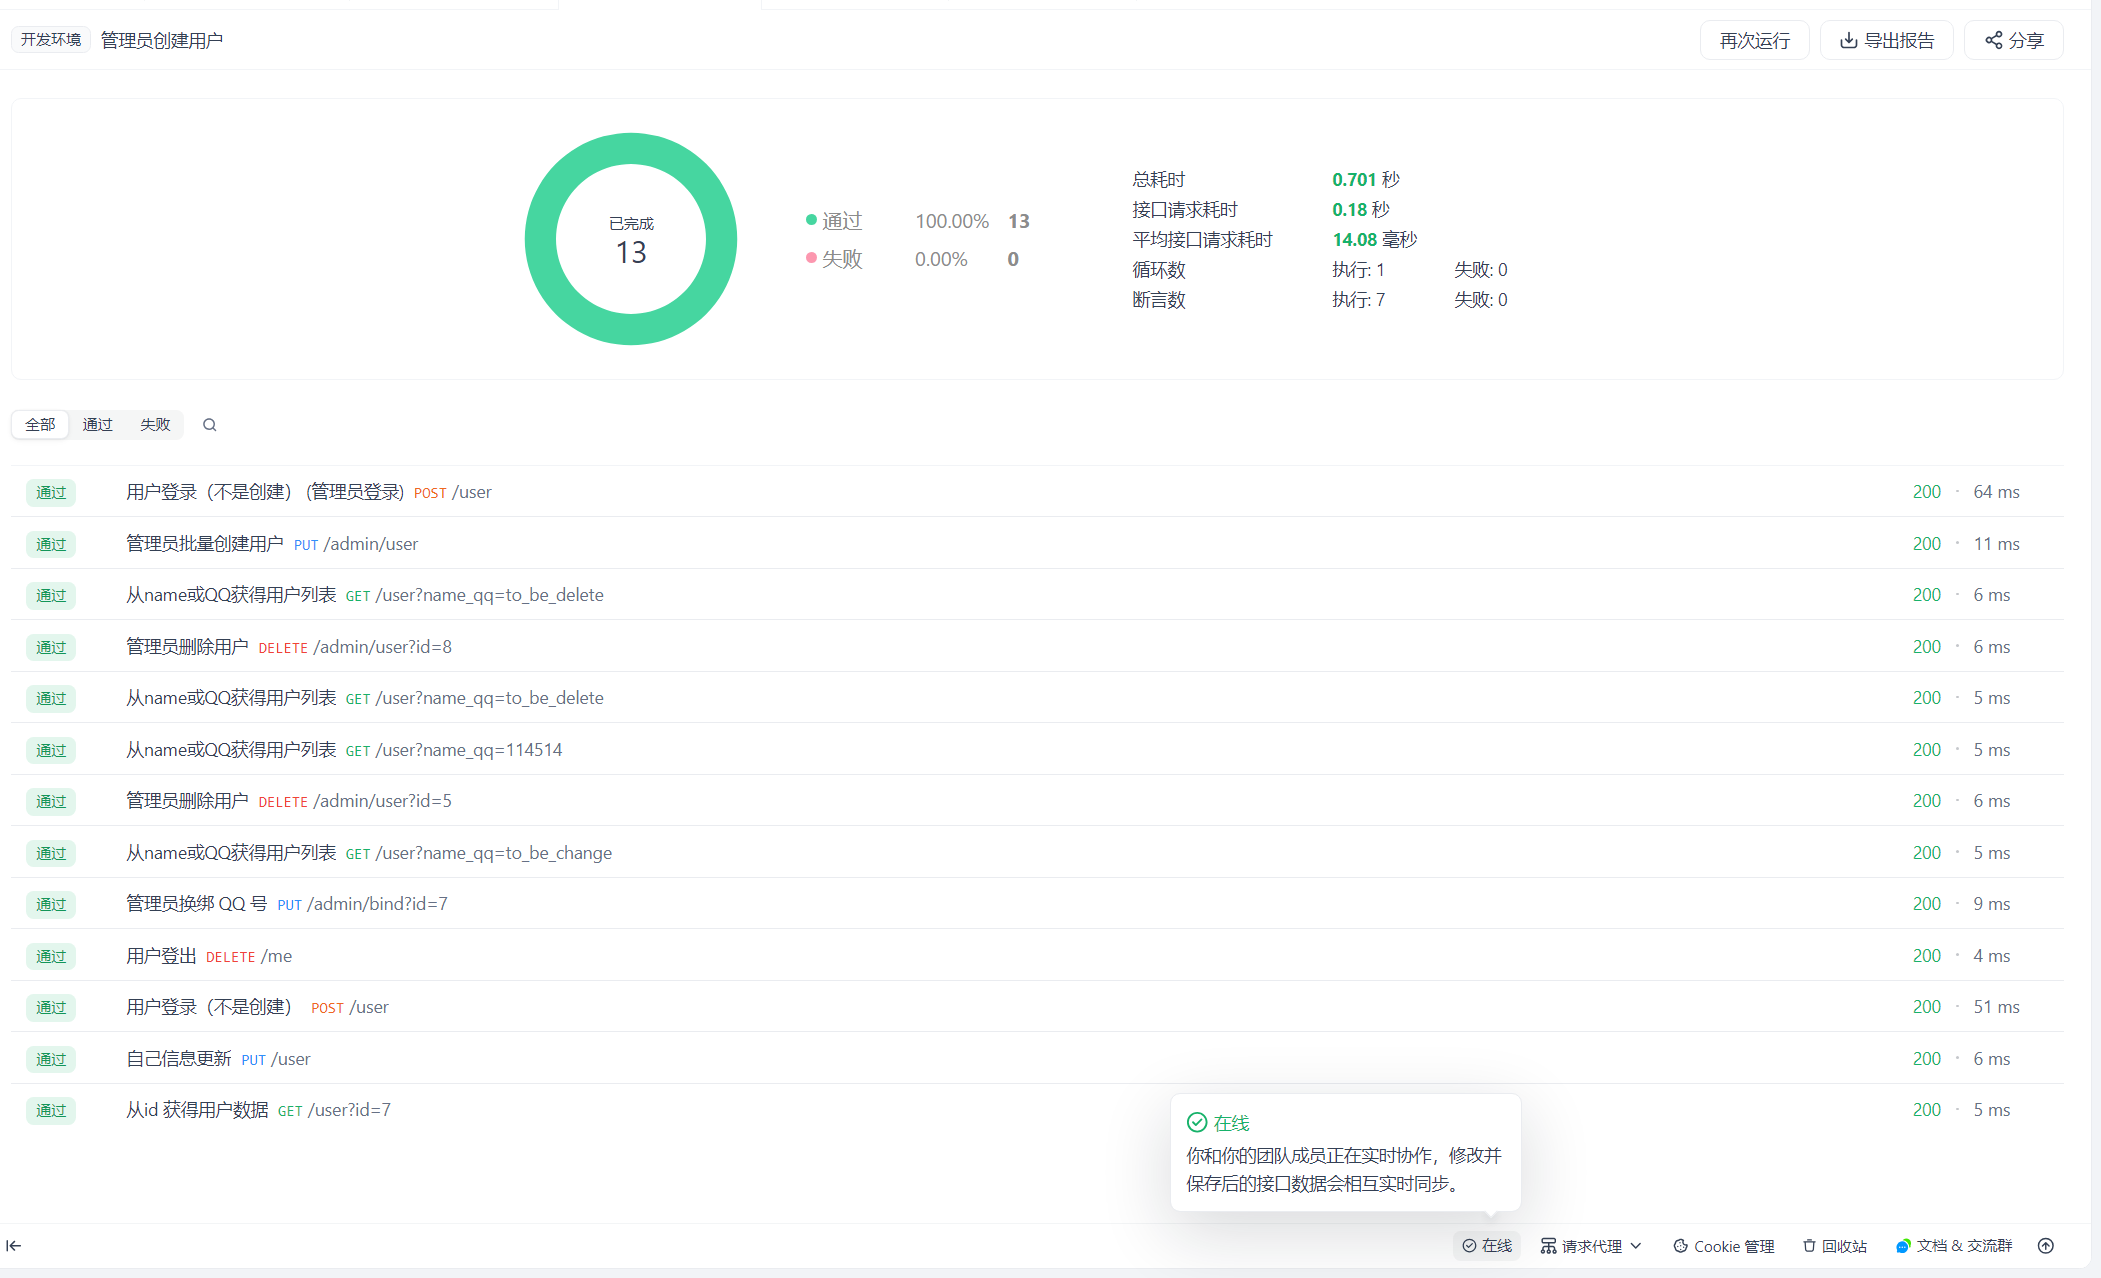 开发环境 管理员创建用户 再次运行 导出报告 分享
已完成
13
通过 100.00% 13
失败 0.00% 0
总耗时 0.701 秒
接口请求耗时 0.18 秒
平均接口请求耗时 14.08 毫秒
循环数 执行: 1 失败: 0
断言数 执行: 7 失败: 0
全部 通过 失败
通过 用户登录（不是创建） (管理员登录) POST /user 200 · 64 ms
通过 管理员批量创建用户 PUT /admin/user 200 · 11 ms
通过 从name或QQ获得用户列表 GET /user?name_qq=to_be_delete 200 · 6 ms
通过 管理员删除用户 DELETE /admin/user?id=8 200 · 6 ms
通过 从name或QQ获得用户列表 GET /user?name_qq=to_be_delete 200 · 5 ms
通过 从name或QQ获得用户列表 GET /user?name_qq=114514 200 · 5 ms
通过 管理员删除用户 DELETE /admin/user?id=5 200 · 6 ms
通过 从name或QQ获得用户列表 GET /user?name_qq=to_be_change 200 · 5 ms
通过 管理员换绑 QQ 号 PUT /admin/bind?id=7 200 · 9 ms
通过 用户登出 DELETE /me 200 · 4 ms
通过 用户登录（不是创建） POST /user 200 · 51 ms
通过 自己信息更新 PUT /user 200 · 6 ms
通过 从id 获得用户数据 GET /user?id=7 200 · 5 ms
在线
你和你的团队成员正在实时协作，修改并
保存后的接口数据会相互实时同步。
在线 请求代理 Cookie 管理 回收站 文档 & 交流群